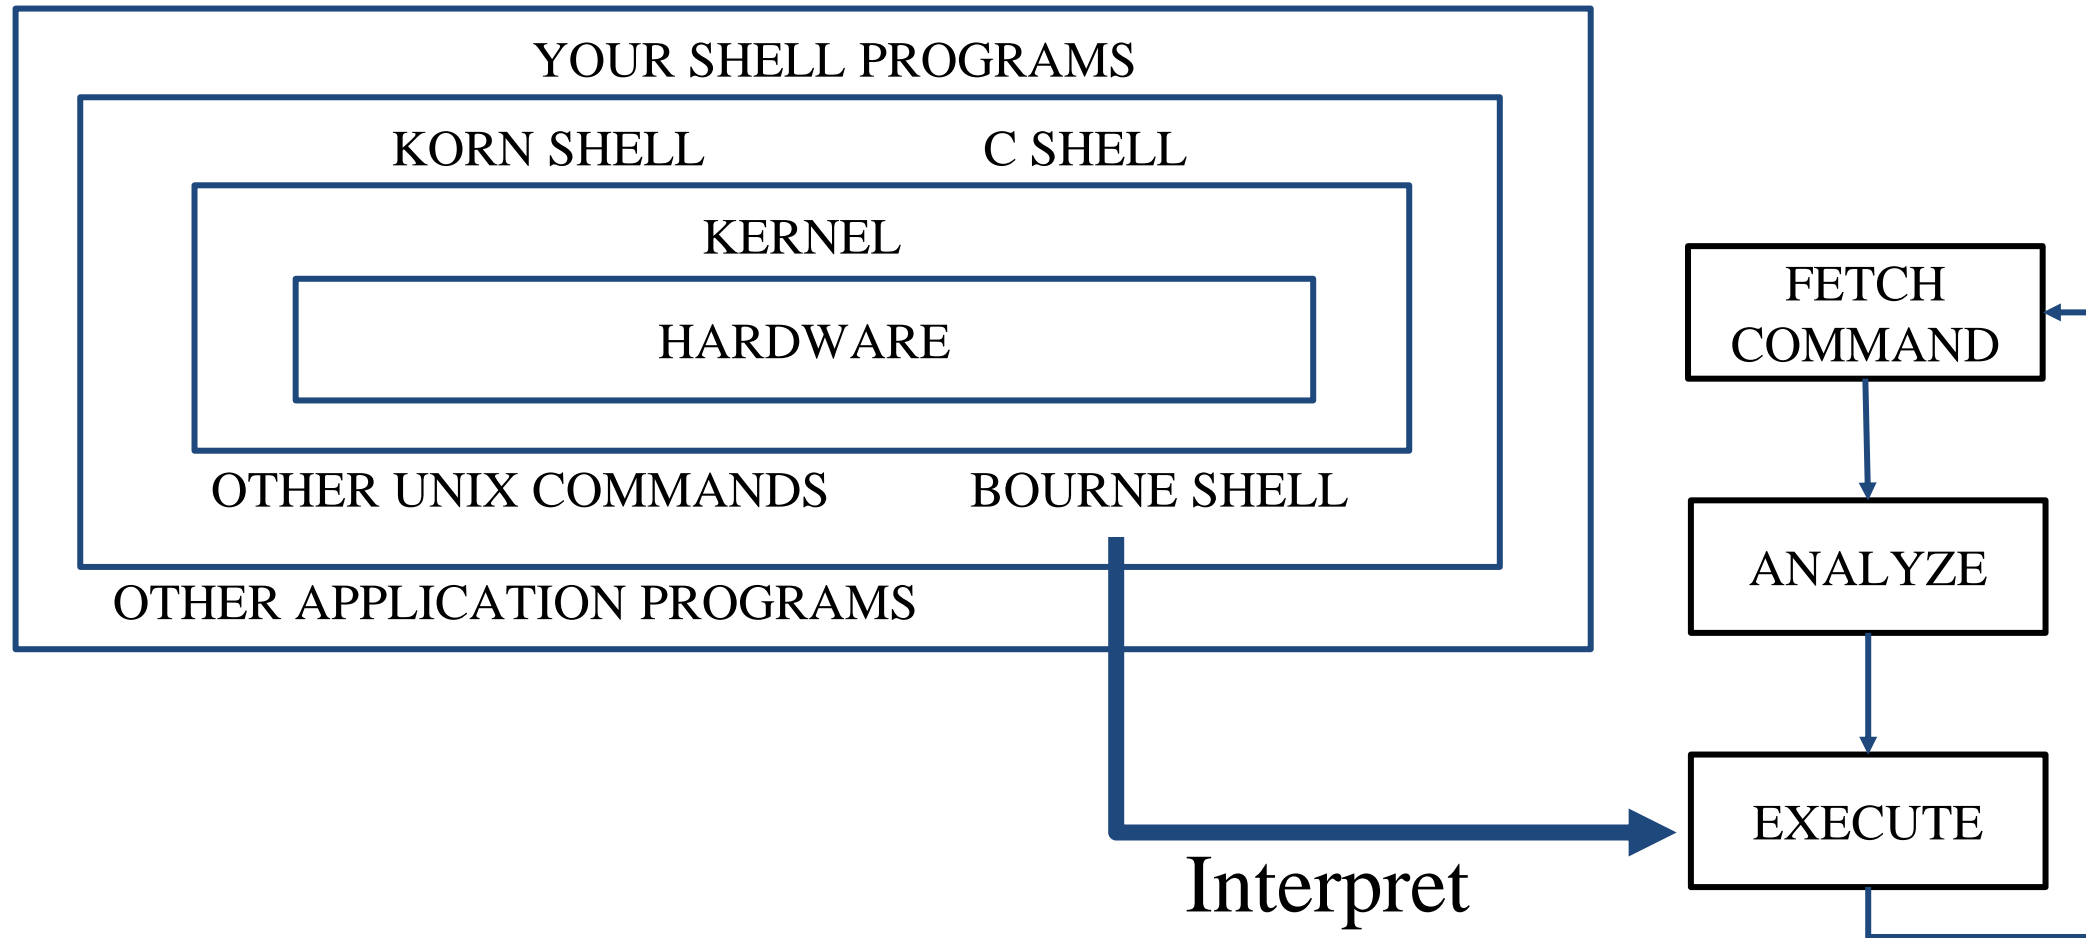 YOUR SHELL PROGRAMS
KORN SHELL
C SHELL
KERNEL
HARDWARE
OTHER UNIX COMMANDS
BOURNE SHELL
OTHER APPLICATION PROGRAMS
Interpret
FETCH
COMMAND
ANALYZE
EXECUTE